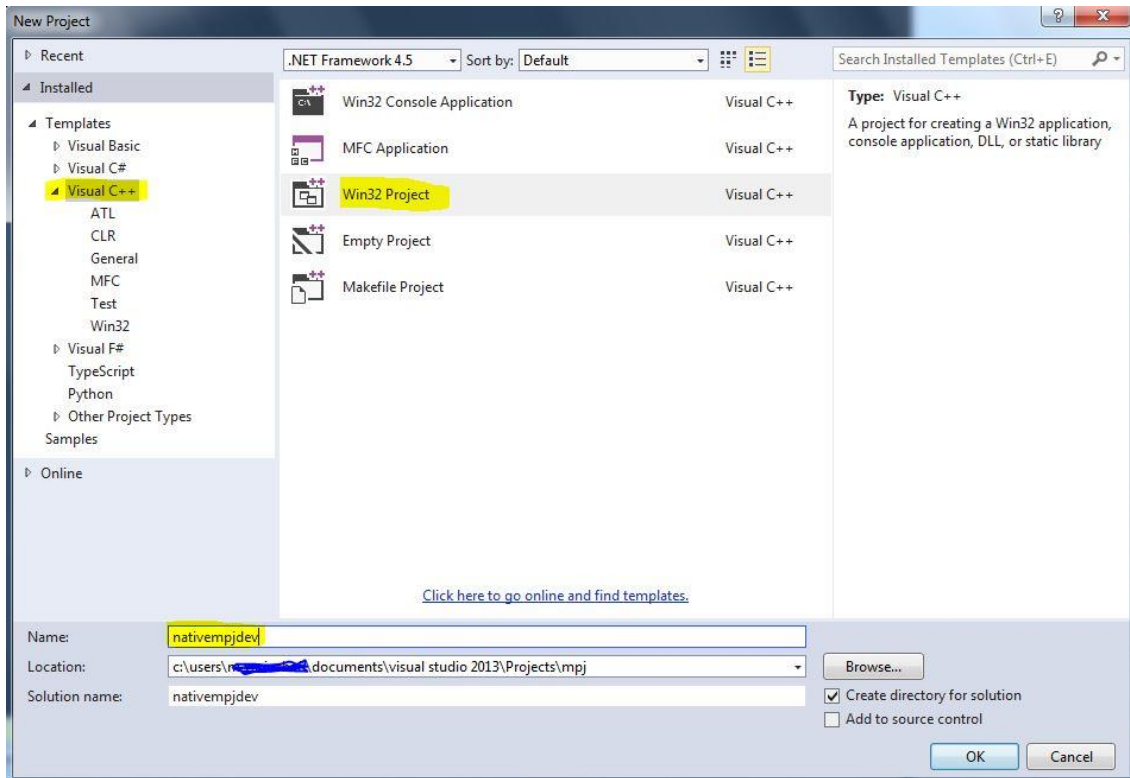 New Project
Recent
.NET Framework 4.5 Sort by: Default
Search Installed Templates (Ctrl+E)
Installed
Templates
Visual Basic
Visual C#
Visual C++
ATL
CLR
General
MFC
Test
Win32
Visual F#
TypeScript
Python
Other Project Types
Samples
Online
Win32 Console Application Visual C++
MFC Application Visual C++
Win32 Project Visual C++
Empty Project Visual C++
Makefile Project Visual C++
Click here to go online and find templates.
Type: Visual C++
A project for creating a Win32 application,
console application, DLL, or static library
Name: nativempjdev
Location: c:\users\ \documents\visual studio 2013\Projects\mpj
Browse...
Solution name: nativempjdev
Create directory for solution
Add to source control
OK Cancel